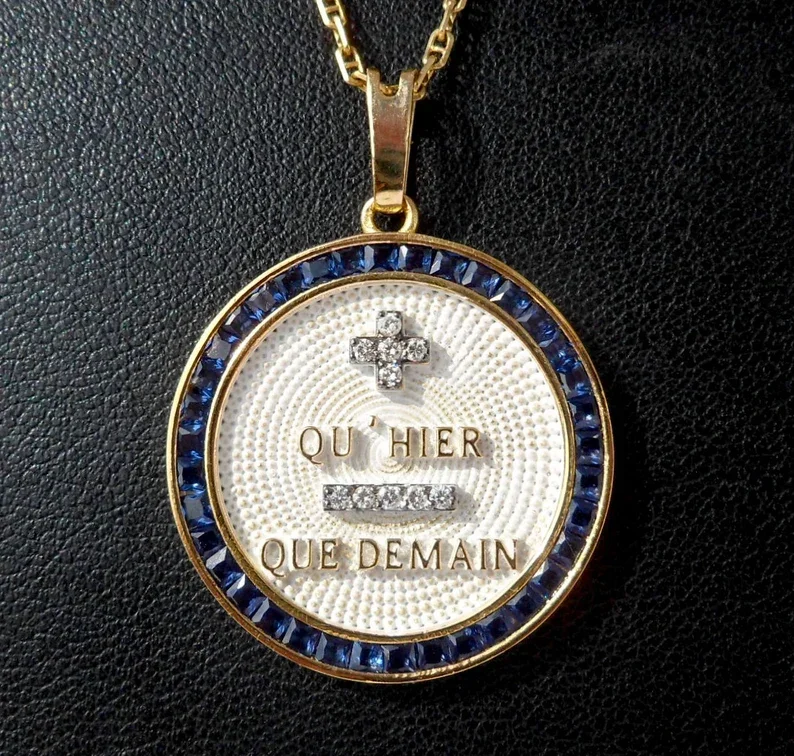 +
QU'HIER
−
QUE DEMAIN